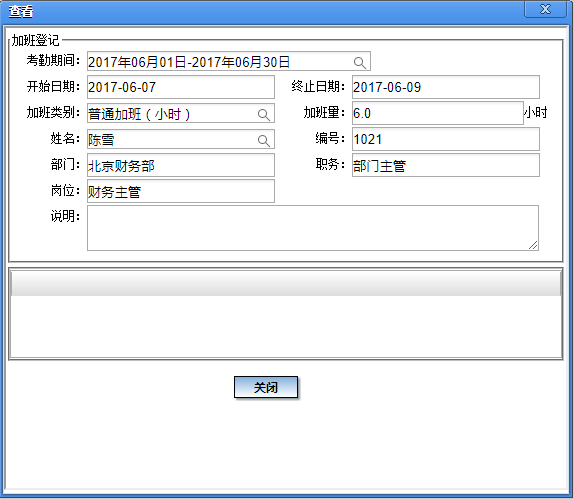 查看
加班登记
考勤期间： 2017年06月01日-2017年06月30日
开始日期： 2017-06-07 终止日期： 2017-06-09
加班类别： 普通加班（小时） 加班量： 6.0 小时
姓名： 陈雪 编号： 1021
部门： 北京财务部 职务： 部门主管
岗位： 财务主管
说明：
关闭